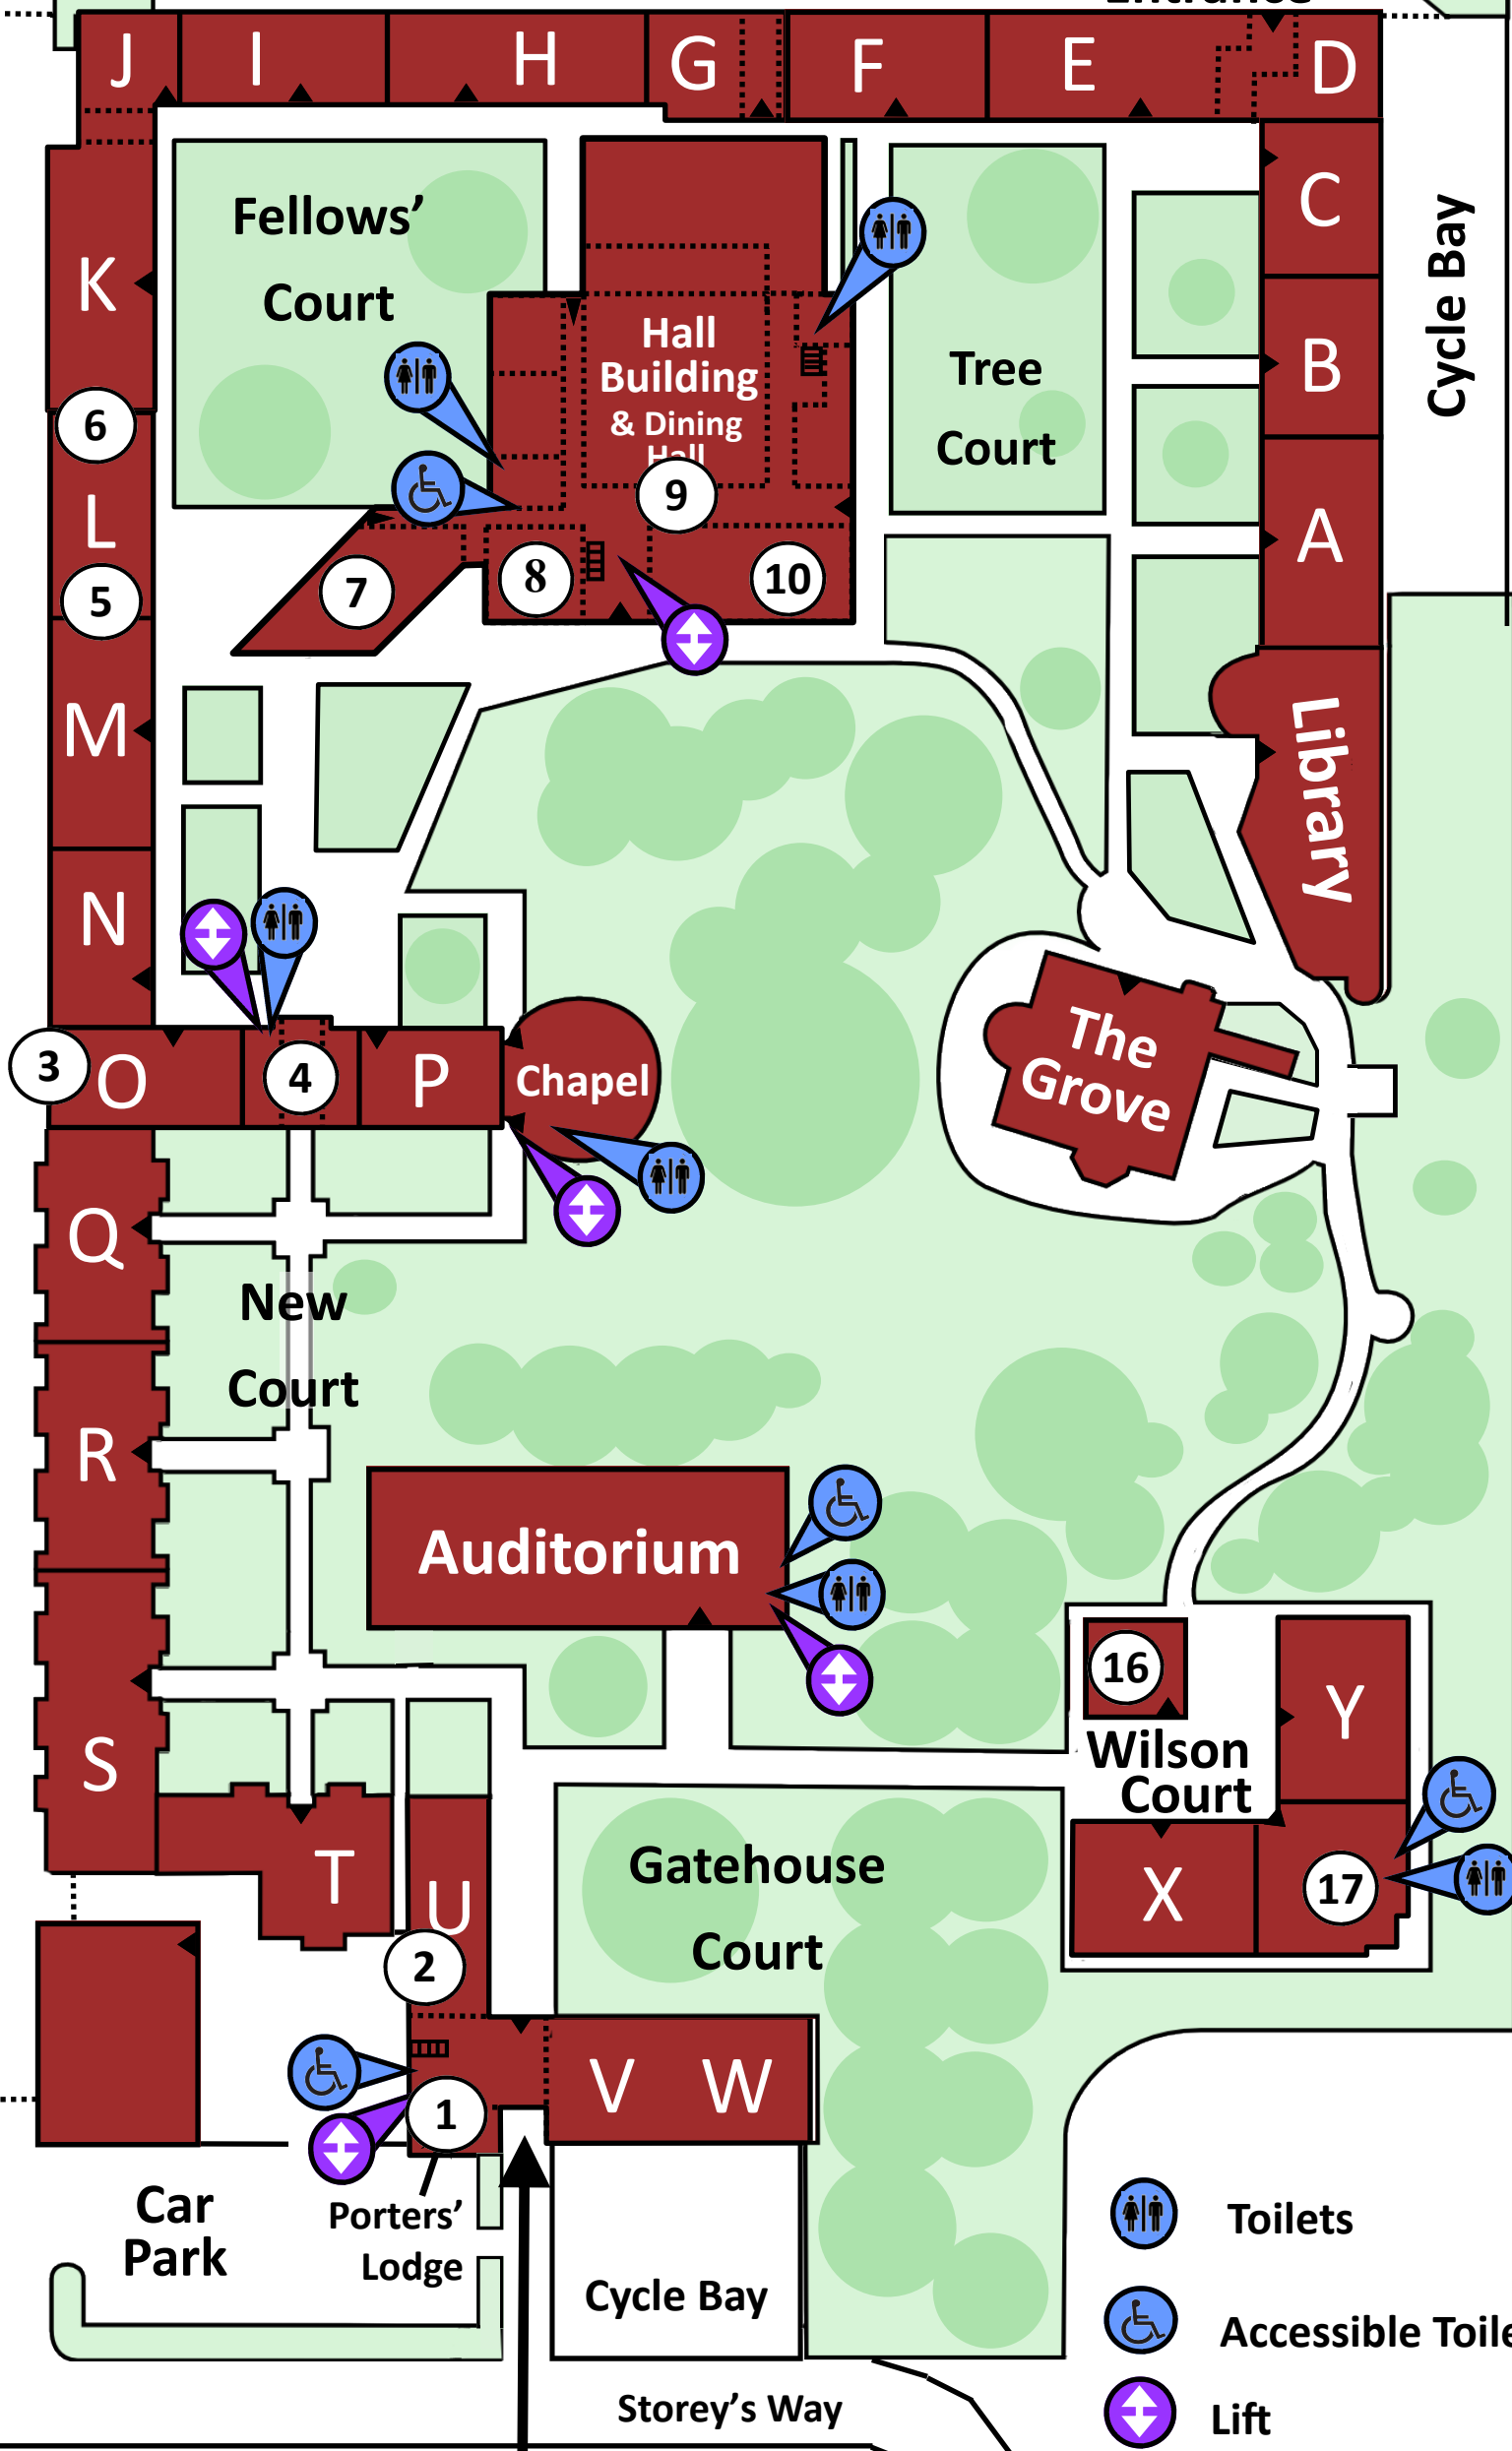 Entrance
J
I
H
G
F
E
D
C
B
A
Cycle Bay
K
Fellows'
Court
Hall
Building
& Dining
Hall
Tree
Court
6
L
5
7
8
9
10
M
N
Library
3
O
4
P
Chapel
The
Grove
Q
New
Court
R
Auditorium
S
T
U
2
16
Wilson
Court
Y
X
17
Gatehouse
Court
V
W
1
Porters'
Lodge
Car
Park
Cycle Bay
Storey's Way
Toilets
Accessible Toile
Lift